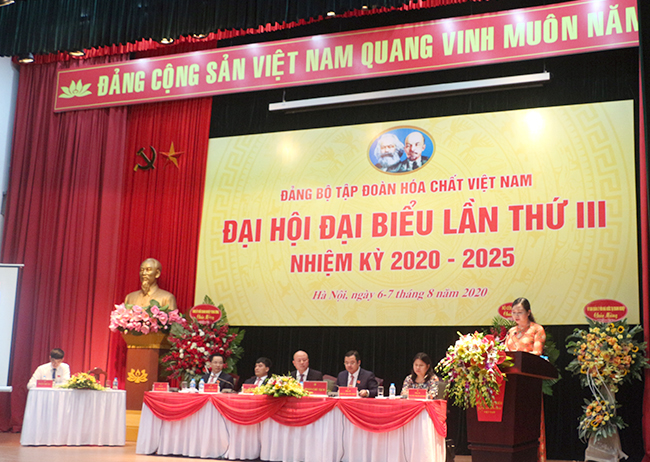 ĐẢNG CỘNG SẢN VIỆT NAM QUANG VINH MUÔN NĂM
ĐẢNG BỘ TẬP ĐOÀN HÓA CHẤT VIỆT NAM
ĐẠI HỘI ĐẠI BIỂU LẦN THỨ III
NHIỆM KỲ 2020 - 2025
Hà Nội, ngày 6-7 tháng 8 năm 2020